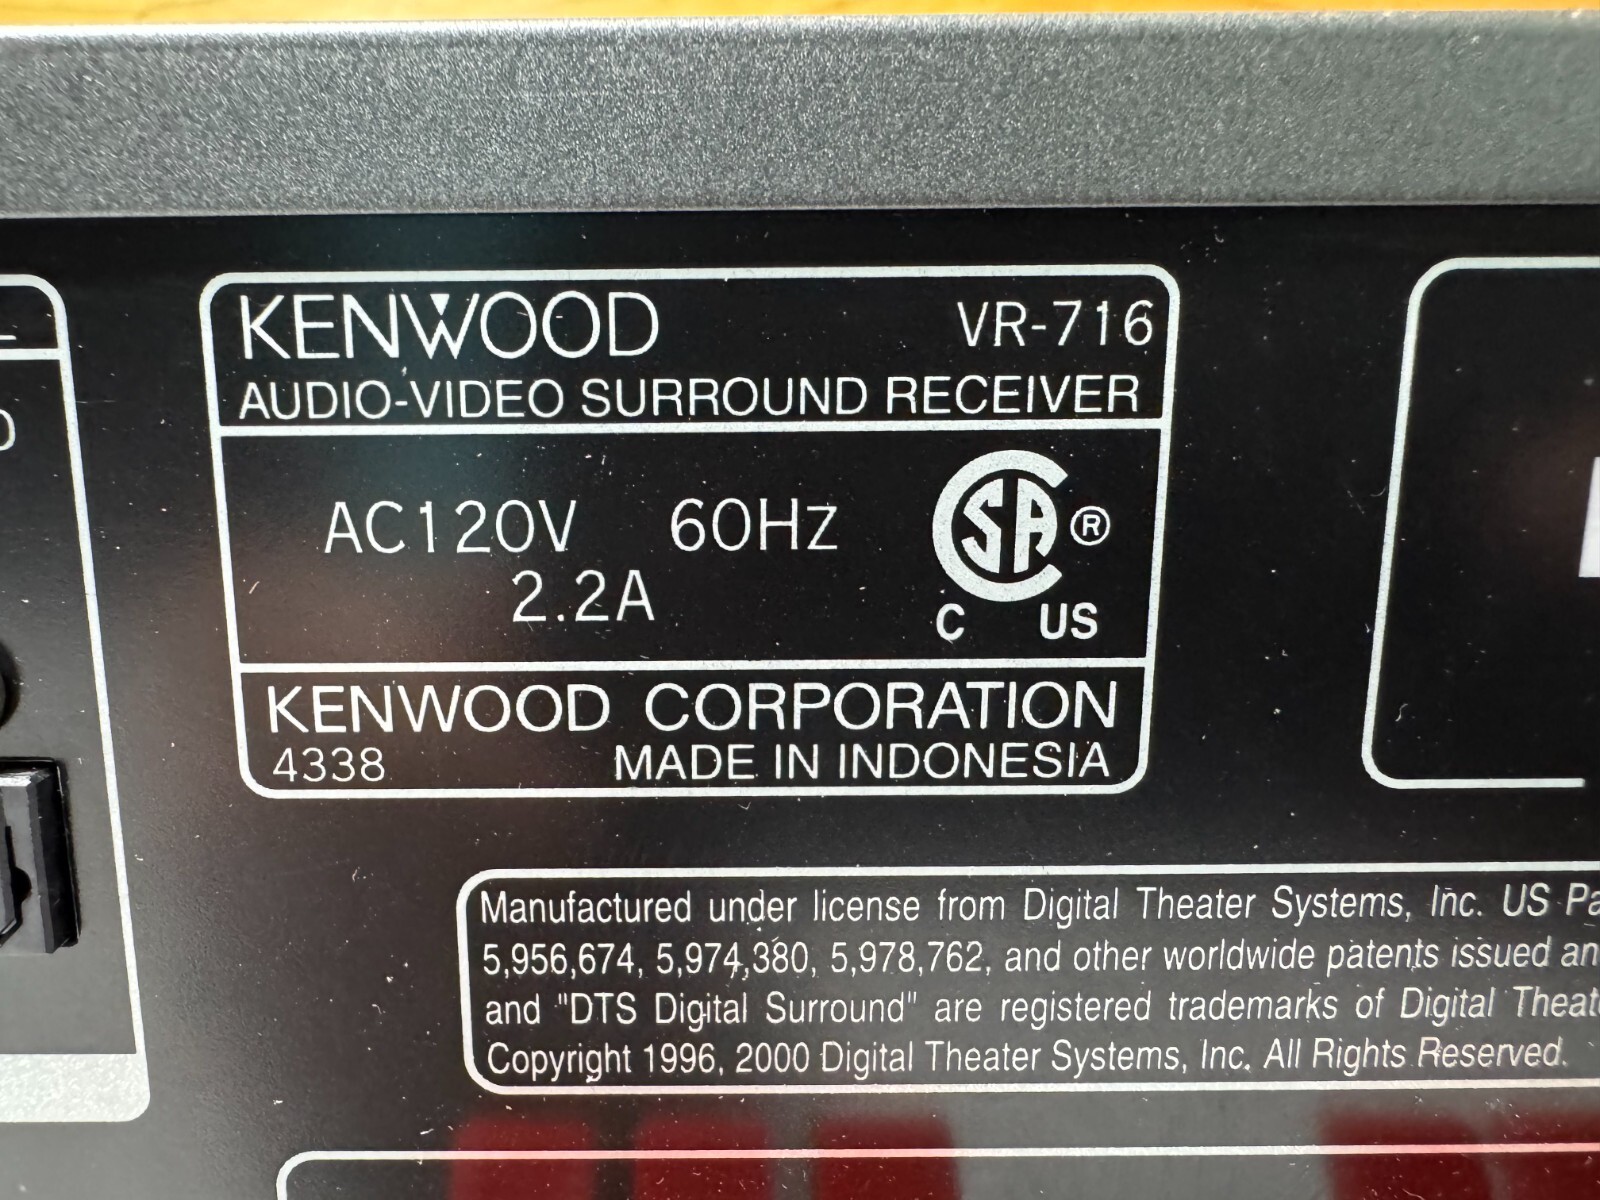 KENWOOD VR-716
AUDIO-VIDEO SURROUND RECEIVER
AC120V 60Hz
2.2A
SA ®
C US
KENWOOD CORPORATION
4338 MADE IN INDONESIA
Manufactured under license from Digital Theater Systems, Inc. US
5,956,674, 5,974,380, 5,978,762, and other worldwide patents issued
and "DTS Digital Surround" are registered trademarks of Digital
Copyright 1996, 2000 Digital Theater Systems, Inc. All Rights Reserved.